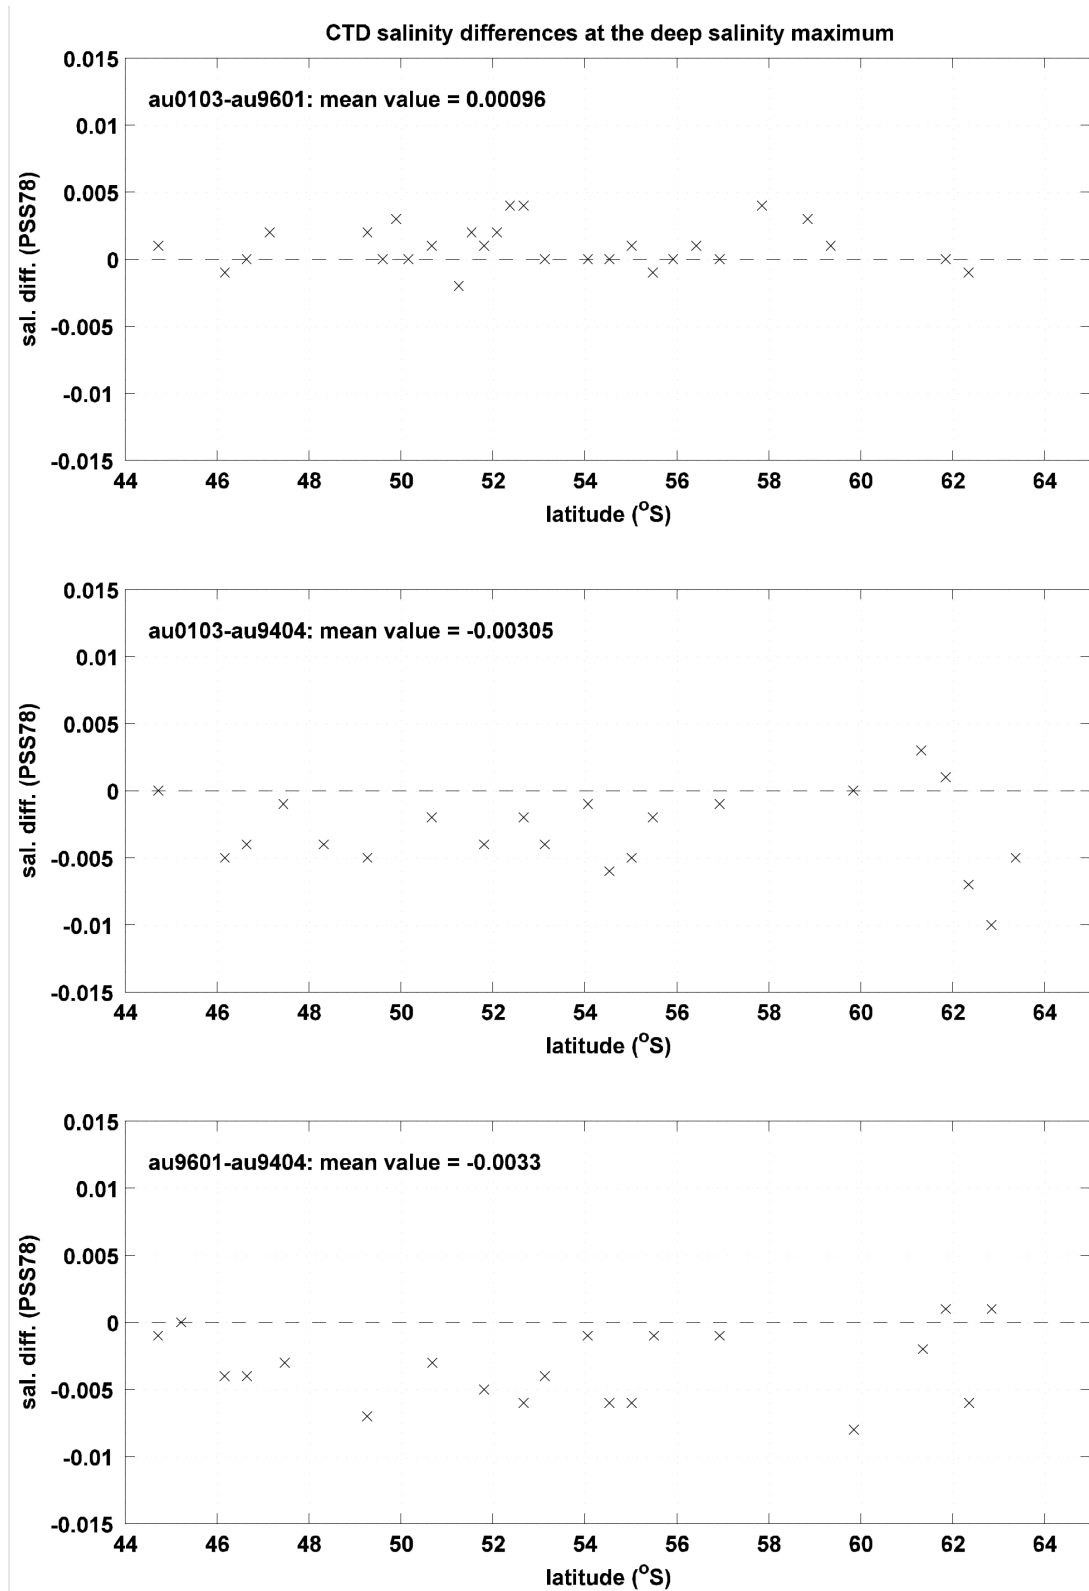 CTD salinity differences at the deep salinity maximum
0.015
au0103-au9601: mean value = 0.00096
0.01
0.005
0
-0.005
-0.01
-0.015
sal. diff. (PSS78)
44 46 48 50 52 54 56 58 60 62 64
latitude (°S)
0.015
au0103-au9404: mean value = -0.00305
0.01
0.005
0
-0.005
-0.01
-0.015
sal. diff. (PSS78)
44 46 48 50 52 54 56 58 60 62 64
latitude (°S)
0.015
au9601-au9404: mean value = -0.0033
0.01
0.005
0
-0.005
-0.01
-0.015
sal. diff. (PSS78)
44 46 48 50 52 54 56 58 60 62 64
latitude (°S)